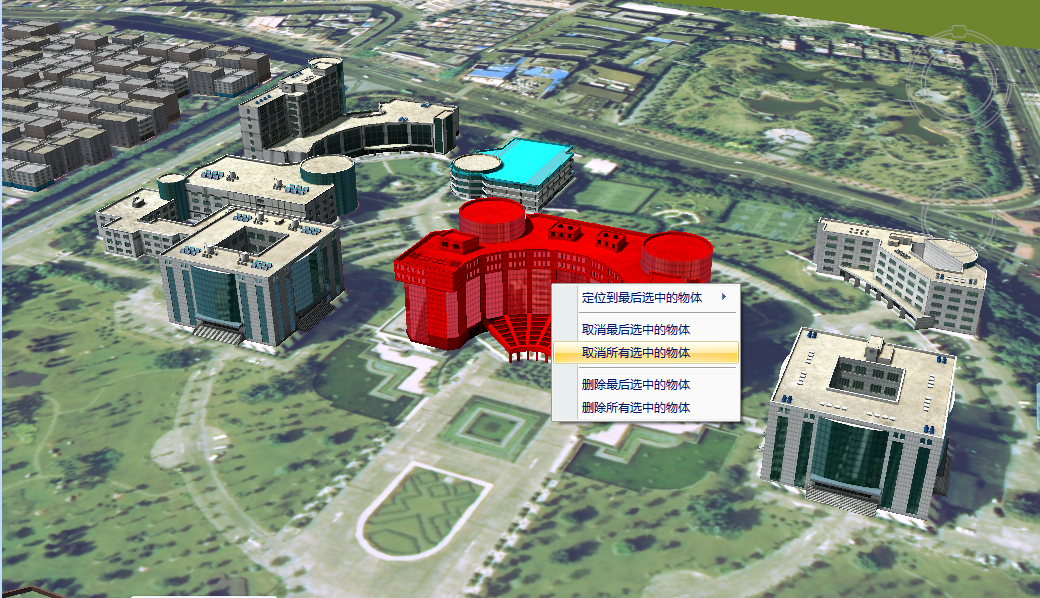 定位到最后选中的物体
取消最后选中的物体
取消所有选中的物体
删除最后选中的物体
删除所有选中的物体